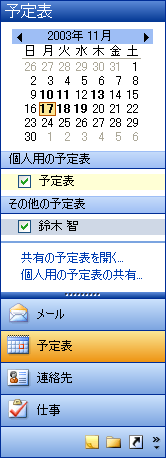 予定表
2003年 11月
日 月 火 水 木 金 土
26 27 28 29 30 31 1
2 3 4 5 6 7 8
9 10 11 12 13 14 15
16 17 18 19 20 21 22
23 24 25 26 27 28 29
30 1 2 3 4 5 6
個人用の予定表
予定表
その他の予定表
鈴木 智
共有の予定表を開く...
個人用の予定表の共有...
メール
予定表
連絡先
仕事